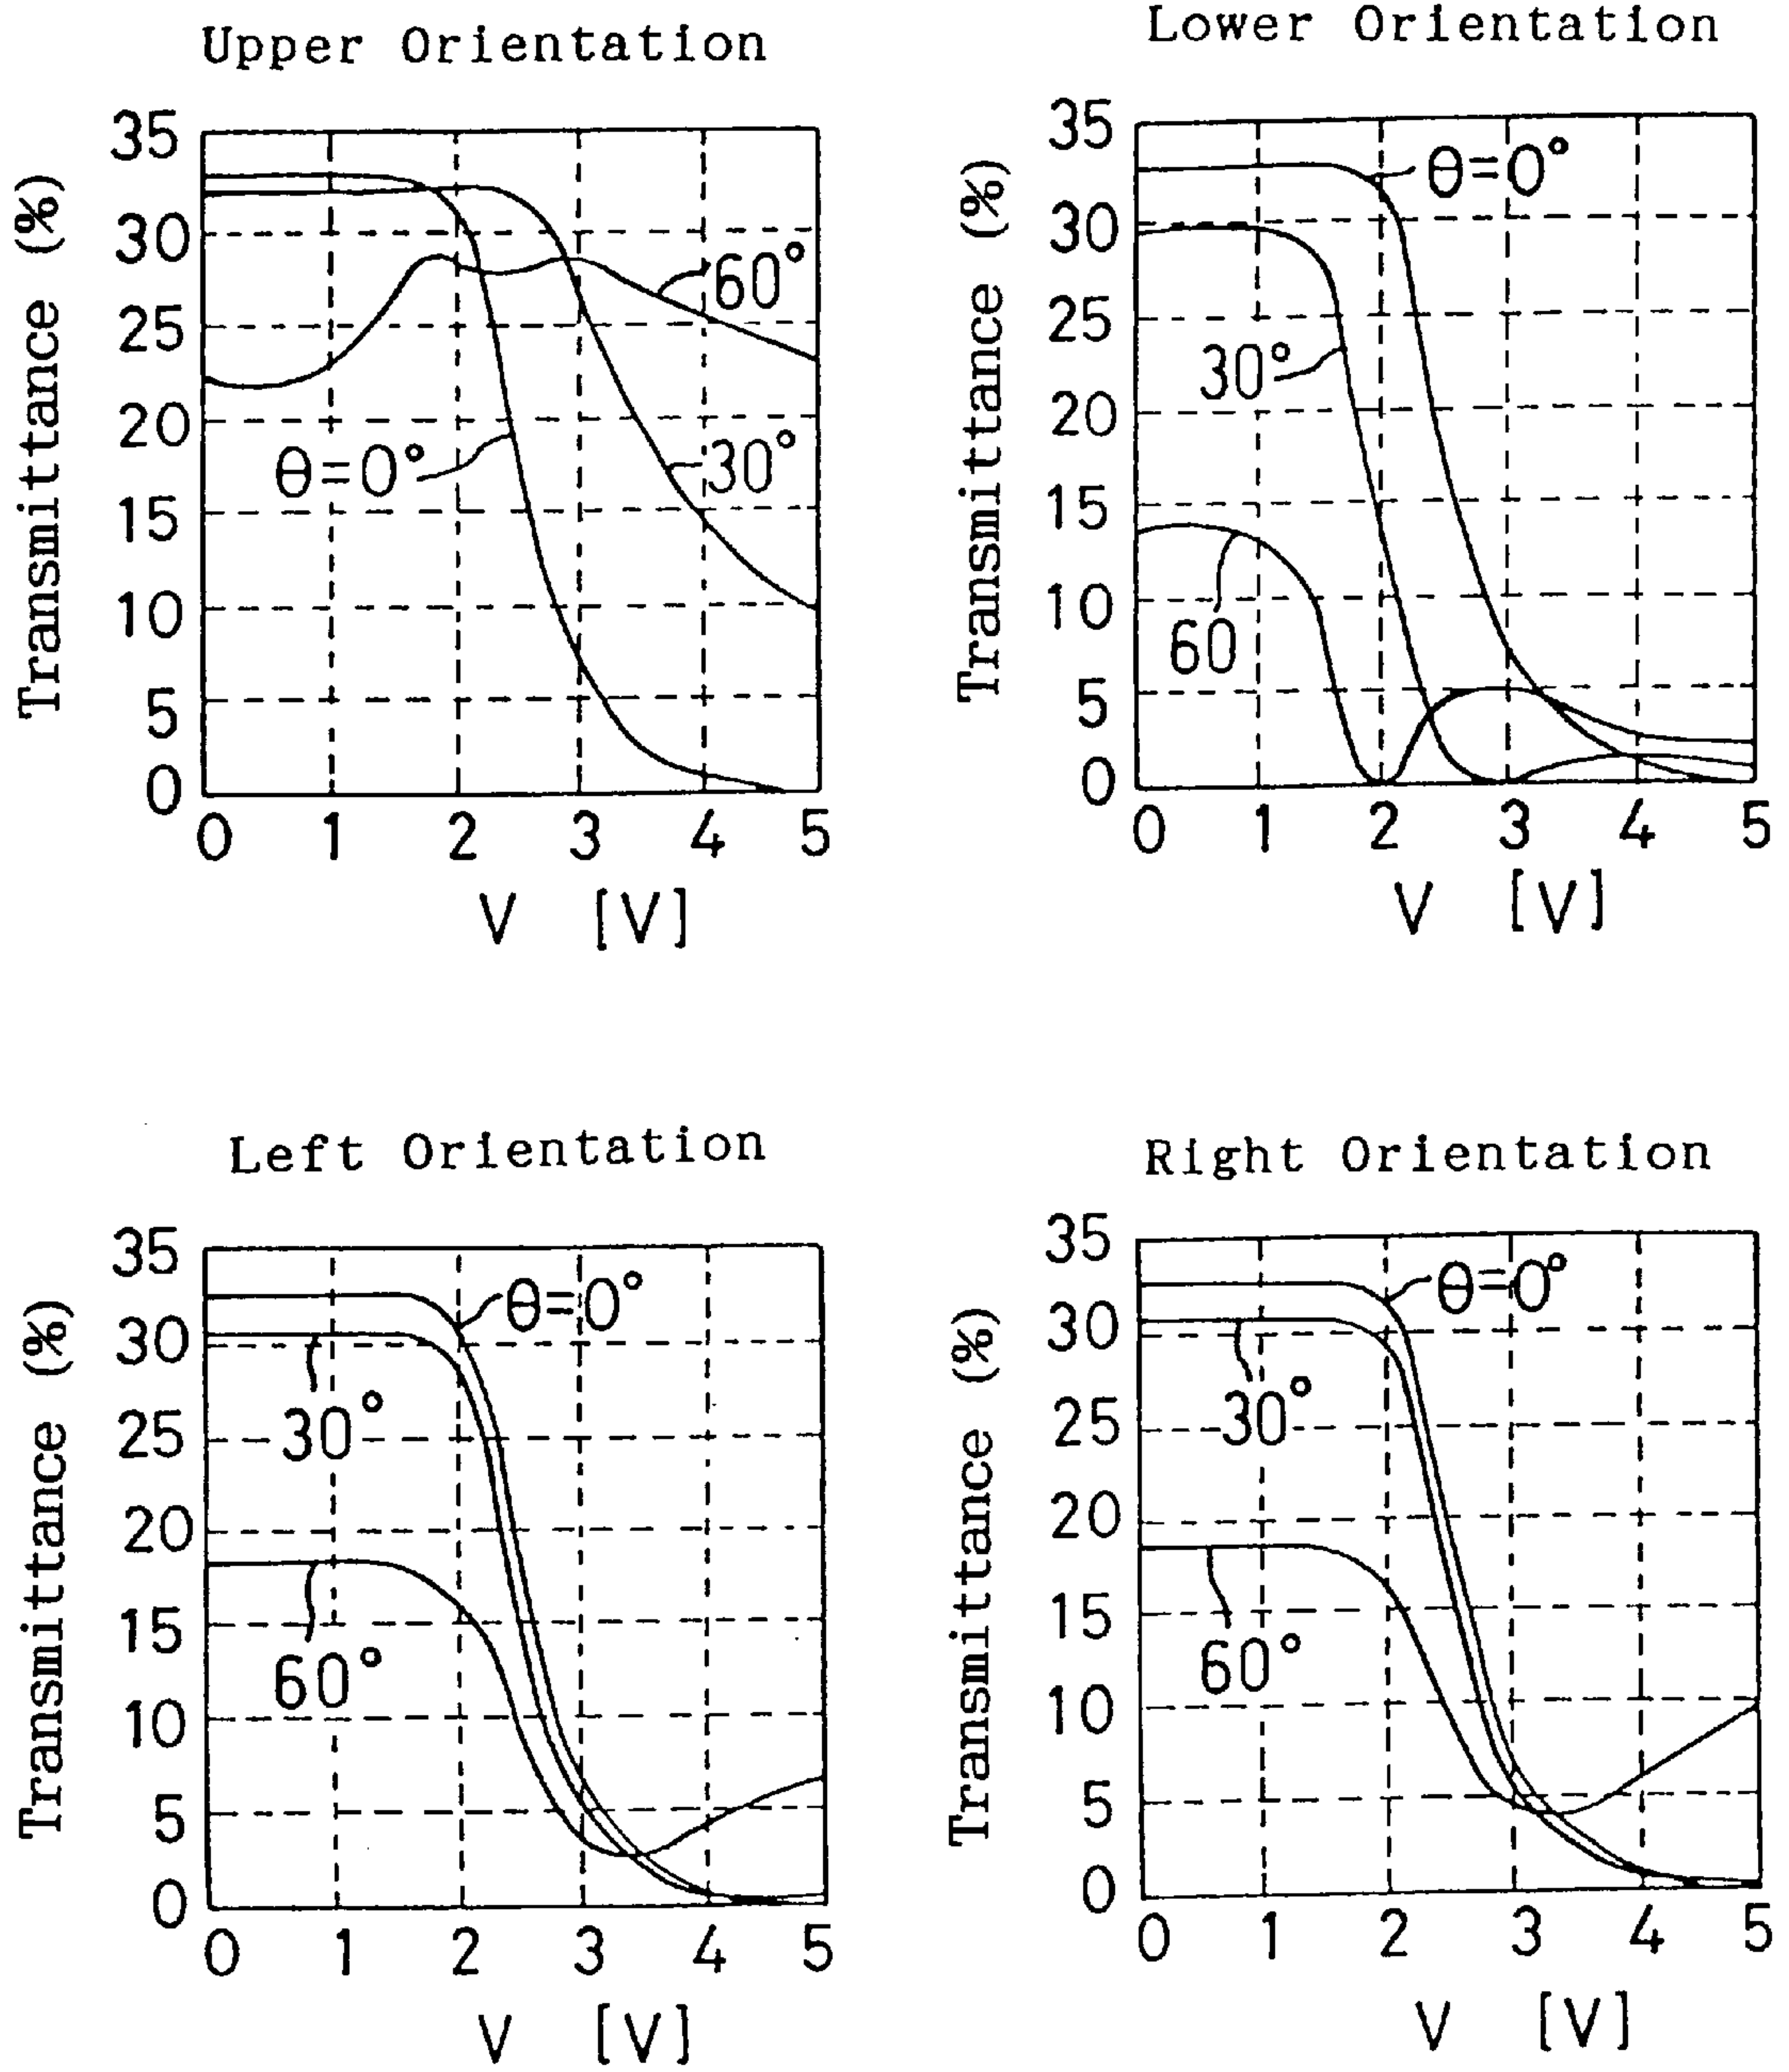 Upper Orientation
Transmittance (%)
35
30
25
20
15
10
5
0
θ=0°
30°
60°
0 1 2 3 4 5
V [V]
Lower Orientation
Transmittance (%)
35
30
25
20
15
10
5
0
θ=0°
30°
60
0 1 2 3 4 5
V [V]
Left Orientation
Transmittance (%)
35
30
25
20
15
10
5
0
θ=0°
30°
60°
0 1 2 3 4 5
V [V]
Right Orientation
Transmittance (%)
35
30
25
20
15
10
5
0
θ=0°
30°
60°
0 1 2 3 4 5
V [V]